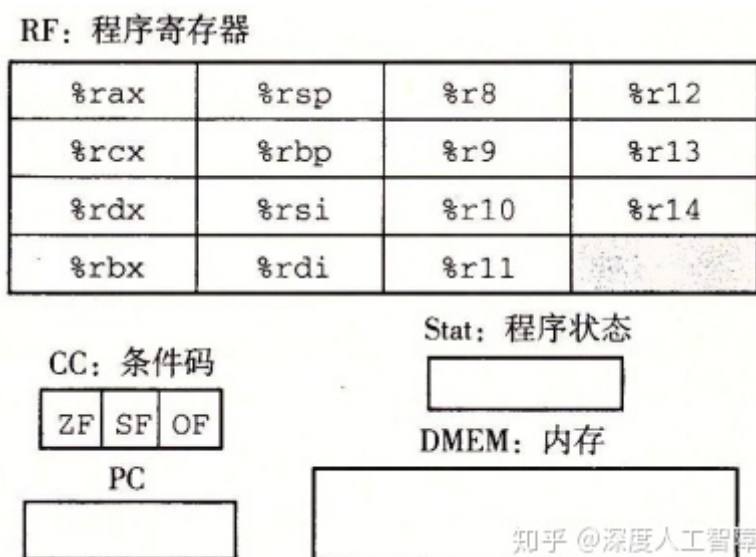 RF：程序寄存器
%rax %rsp %r8 %r12
%rcx %rbp %r9 %r13
%rdx %rsi %r10 %r14
%rbx %rdi %r11
Stat：程序状态
CC：条件码
ZF SF OF
DMEM：内存
PC
知乎 @深度人工智障